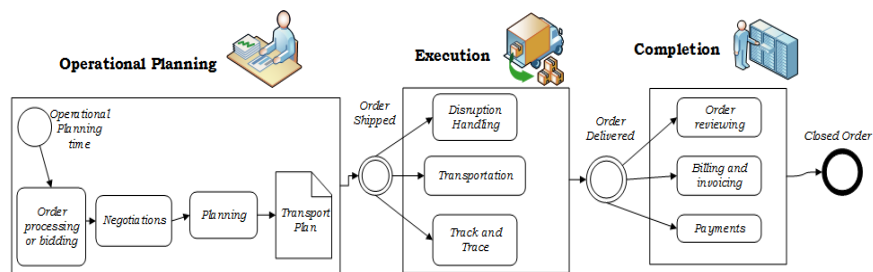 Operational Planning
Execution
Completion
Operational
Planning
time
Order
processing
or bidding
Negotiations
Planning
Transport
Plan
Order
Shipped
Disruption
Handling
Transportation
Track and
Trace
Order
Delivered
Order
reviewing
Billing and
invoicing
Payments
Closed Order